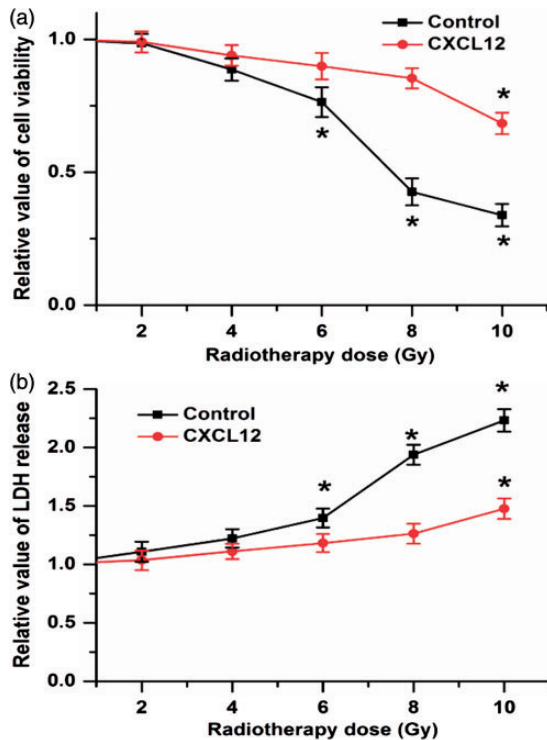 (a)
Control
CXCL12
Relative value of cell viability
1.0
0.5
0.0
*
*
*
*
2 4 6 8 10
Radiotherapy dose (Gy)
(b)
Control
CXCL12
Relative value of LDH release
2.5
2.0
1.5
1.0
0.5
0.0
*
*
*
*
2 4 6 8 10
Radiotherapy dose (Gy)